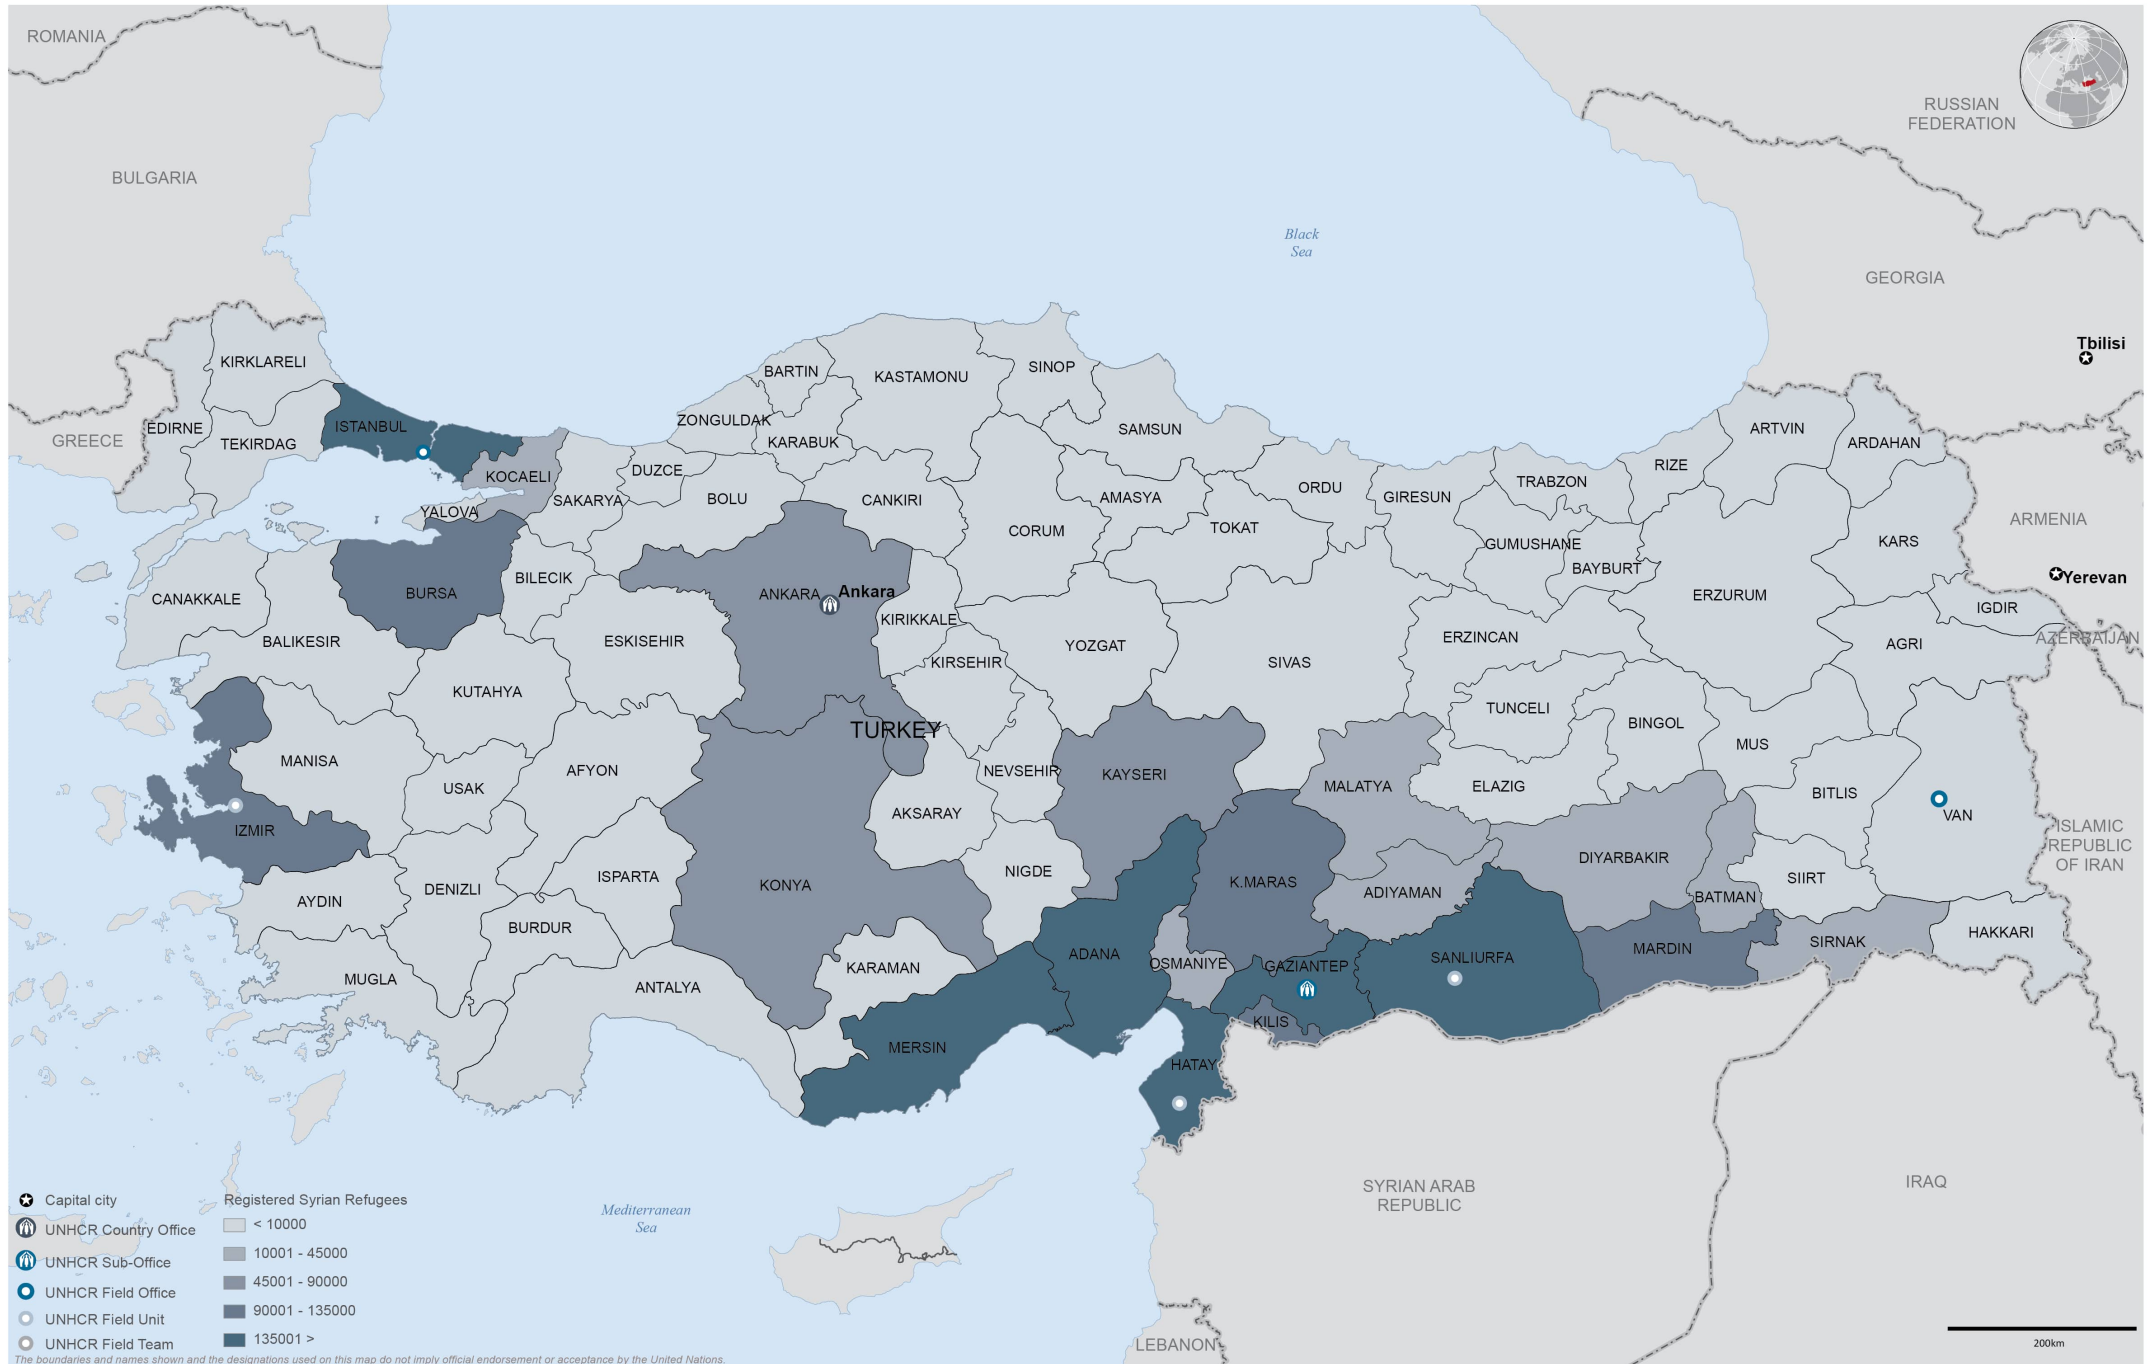 ROMANIA
RUSSIAN
FEDERATION
BULGARIA
Black
Sea
GEORGIA
Tbilisi
KIRKLARELI
BARTIN
KASTAMONU
SINOP
EDIRNE
ISTANBUL
ZONGULDAK
SAMSUN
ARTVIN
GREECE
TEKIRDAG
KARABUK
ARDAHAN
KOCAELI
DUZCE
RIZE
SAKARYA
BOLU
CANKIRI
AMASYA
ORDU
GIRESUN
TRABZON
YALOVA
CORUM
TOKAT
ARMENIA
GUMUSHANE
KARS
BILECIK
BAYBURT
Yerevan
CANAKKALE
BURSA
ANKARA
Ankara
ERZURUM
IGDIR
KIRIKKALE
BALIKESIR
ESKISEHIR
YOZGAT
ERZINCAN
AGRI
AZERBAIJAN
KIRSEHIR
SIVAS
KUTAHYA
TUNCELI
BINGOL
TURKEY
MUS
MANISA
AFYON
NEVSEHIR
KAYSERI
USAK
MALATYA
ELAZIG
BITLIS
AKSARAY
VAN
IZMIR
ISLAMIC
REPUBLIC
OF IRAN
DIYARBAKIR
ISPARTA
KONYA
NIGDE
K.MARAS
SIIRT
DENIZLI
ADIYAMAN
BATMAN
AYDIN
BURDUR
HAKKARI
SIRNAK
MARDIN
ADANA
SANLIURFA
OSMANIYE
GAZIANTEP
KARAMAN
MUGLA
ANTALYA
KILIS
MERSIN
HATAY
SYRIAN ARAB
REPUBLIC
IRAQ
Mediterranean
Sea
LEBANON
Capital city
UNHCR Country Office
UNHCR Sub-Office
UNHCR Field Office
UNHCR Field Unit
UNHCR Field Team
Registered Syrian Refugees
< 10000
10001 - 45000
45001 - 90000
90001 - 135000
135001 >
200km
The boundaries and names shown and the designations used on this map do not imply official endorsement or acceptance by the United Nations.